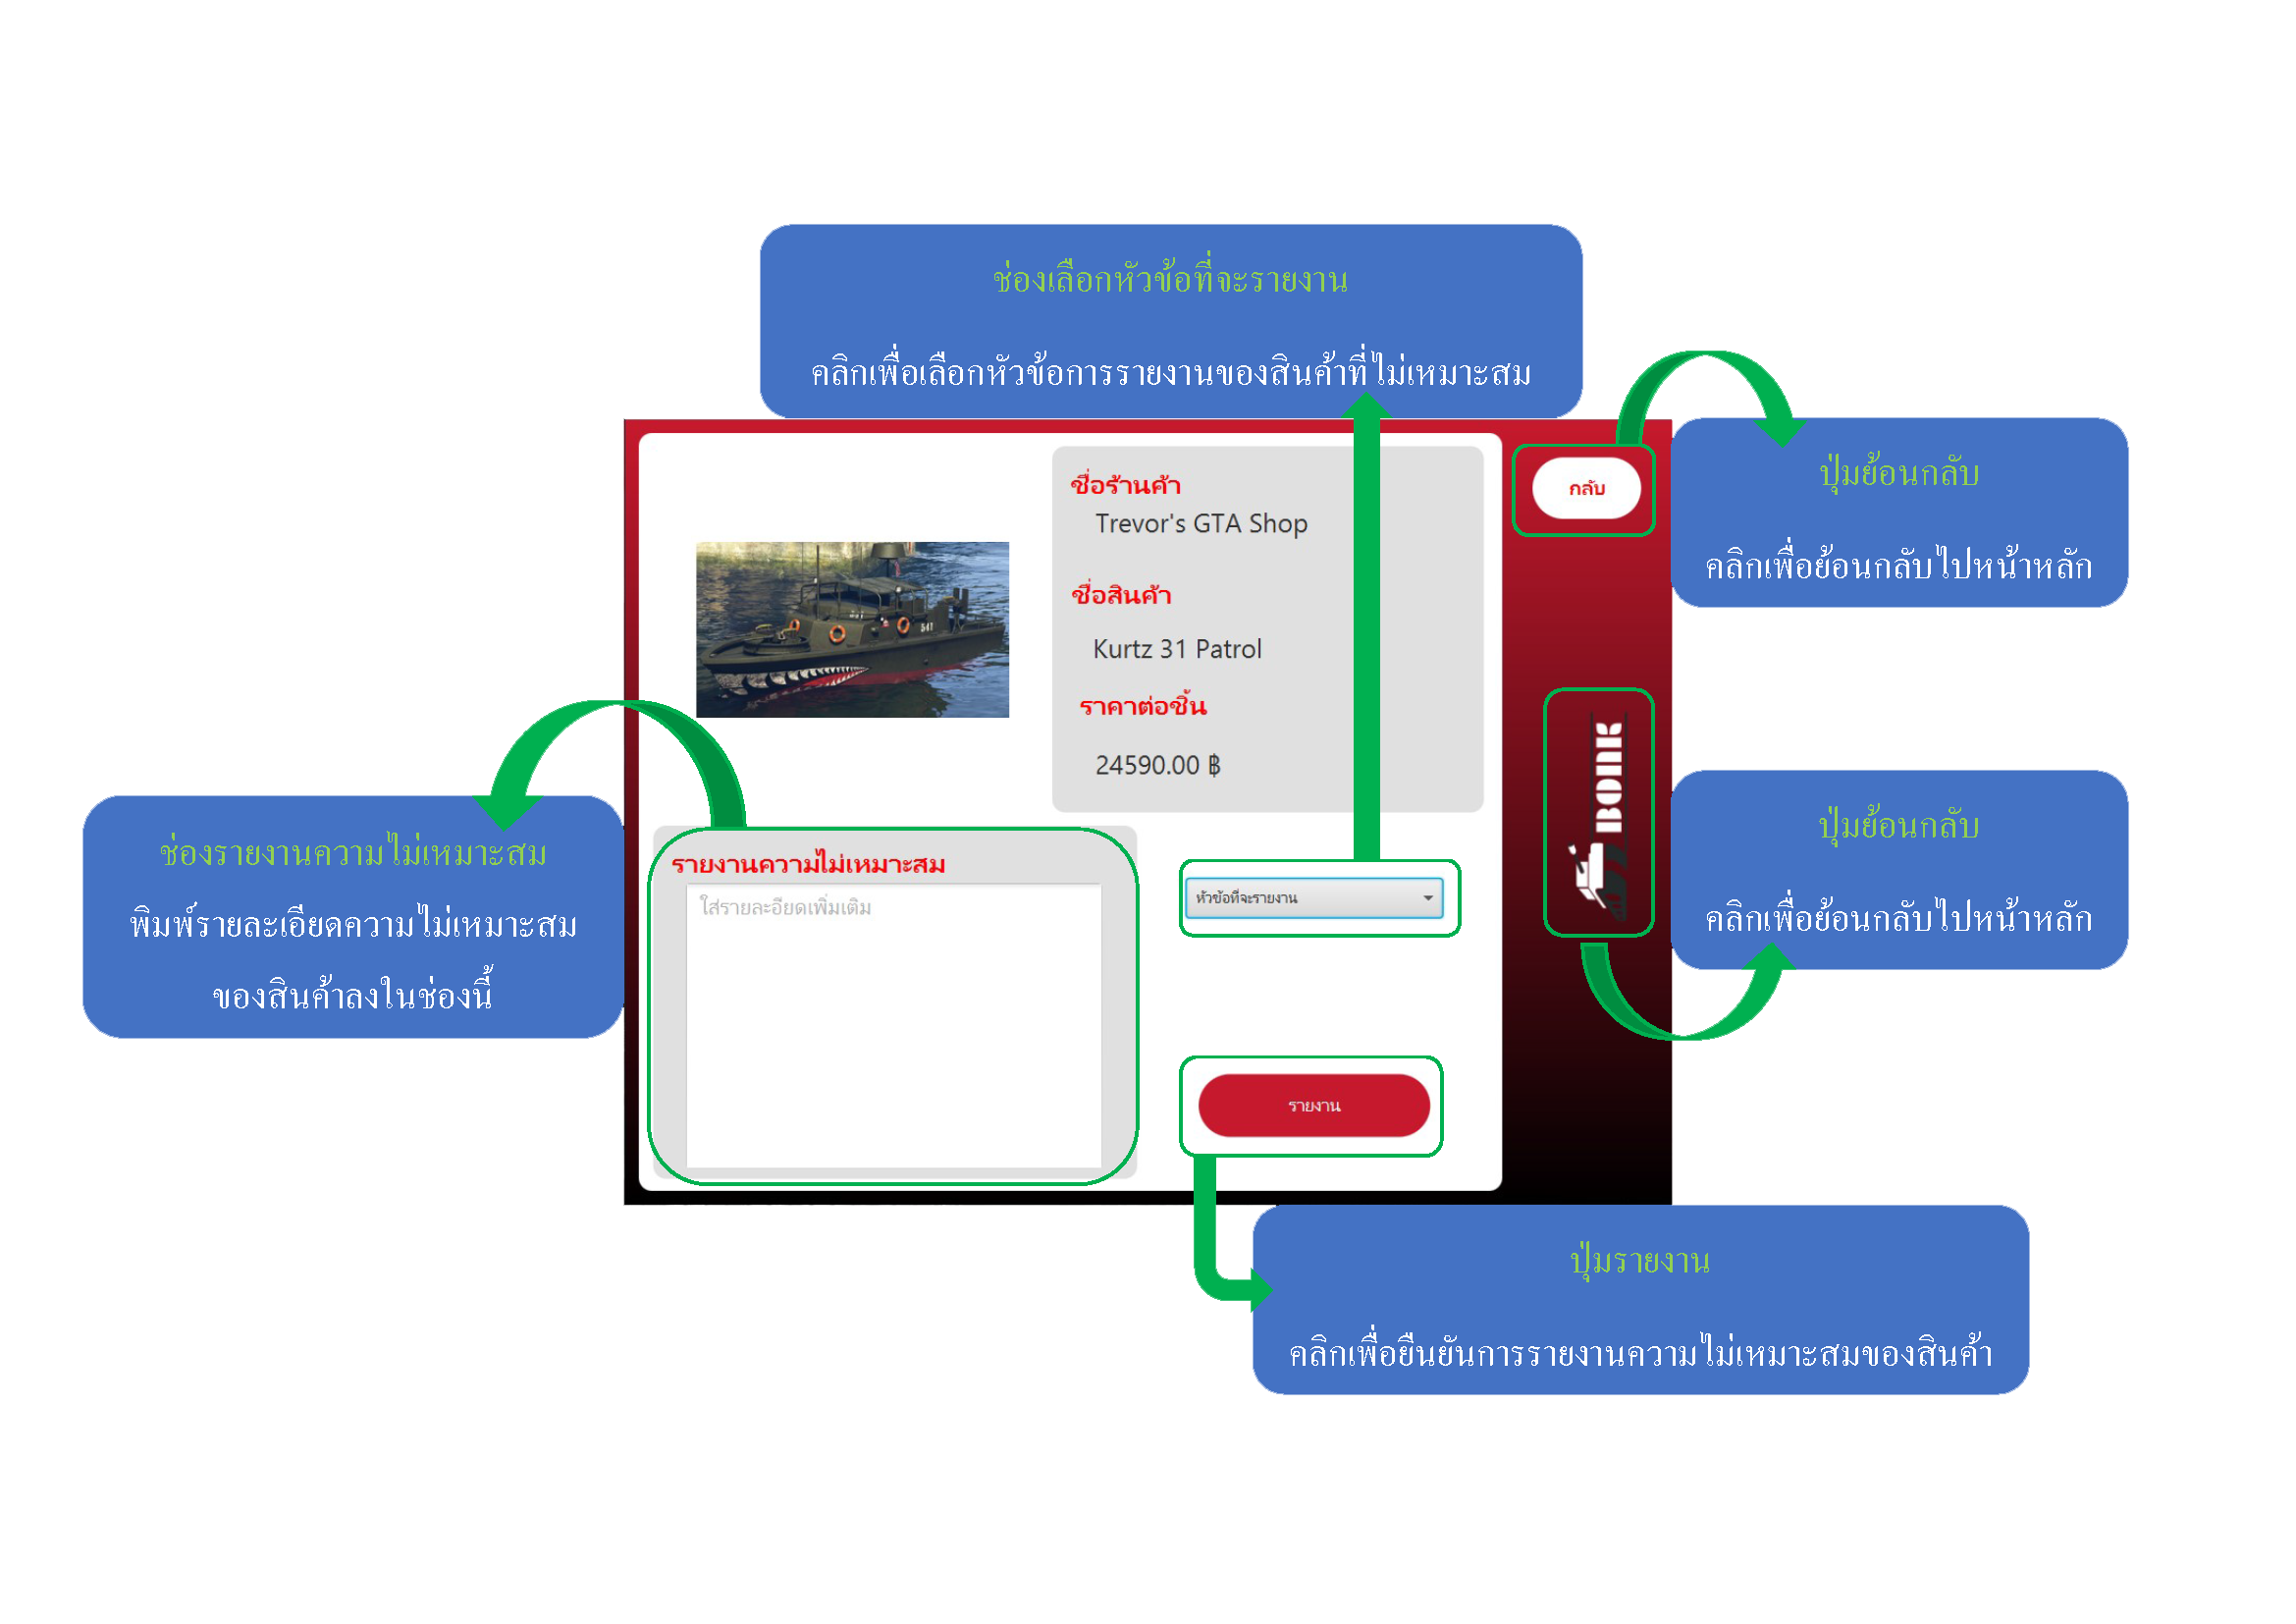 ช่องเลือกหัวข้อที่จะรายงาน
คลิกเพื่อเลือกหัวข้อการรายงานของสินค้าที่ไม่เหมาะสม
ปุ่มย้อนกลับ
คลิกเพื่อย้อนกลับไปหน้าหลัก
กลับ
ชื่อร้านค้า
Trevor's GTA Shop
ชื่อสินค้า
Kurtz 31 Patrol
ราคาต่อชิ้น
24590.00 ฿
541
BONK
ปุ่มย้อนกลับ
คลิกเพื่อย้อนกลับไปหน้าหลัก
ช่องรายงานความไม่เหมาะสม
พิมพ์รายละเอียดความไม่เหมาะสม
ของสินค้าลงในช่องนี้
รายงานความไม่เหมาะสม
ใส่รายละอียดเพิ่มเติม
หัวข้อที่จะรายงาน
รายงาน
ปุ่มรายงาน
คลิกเพื่อยืนยันการรายงานความไม่เหมาะสมของสินค้า